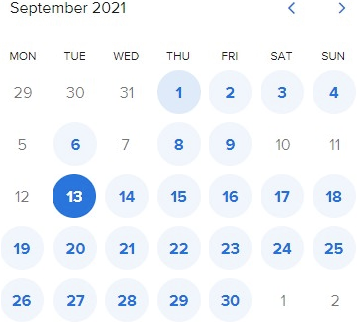 September 2021
MON TUE WED THU FRI SAT SUN
29 30 31 1 2 3 4
5 6 7 8 9 10 11
12 13 14 15 16 17 18
19 20 21 22 23 24 25
26 27 28 29 30 1 2